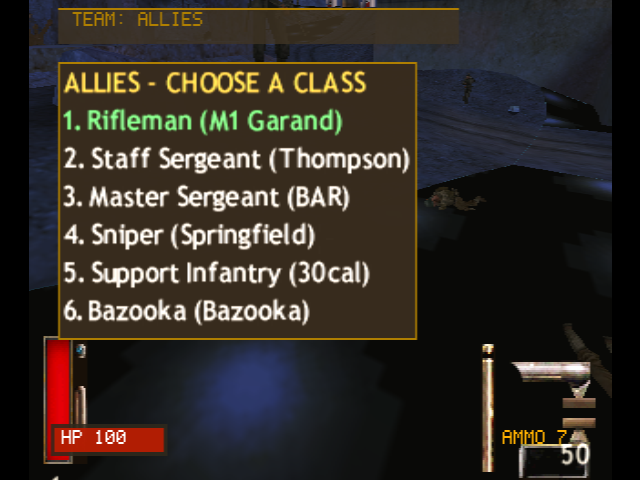 TEAM: ALLIES
ALLIES - CHOOSE A CLASS
1. Rifleman (M1 Garand)
2. Staff Sergeant (Thompson)
3. Master Sergeant (BAR)
4. Sniper (Springfield)
5. Support Infantry (30cal)
6. Bazooka (Bazooka)
HP 100
AMMO 7
50